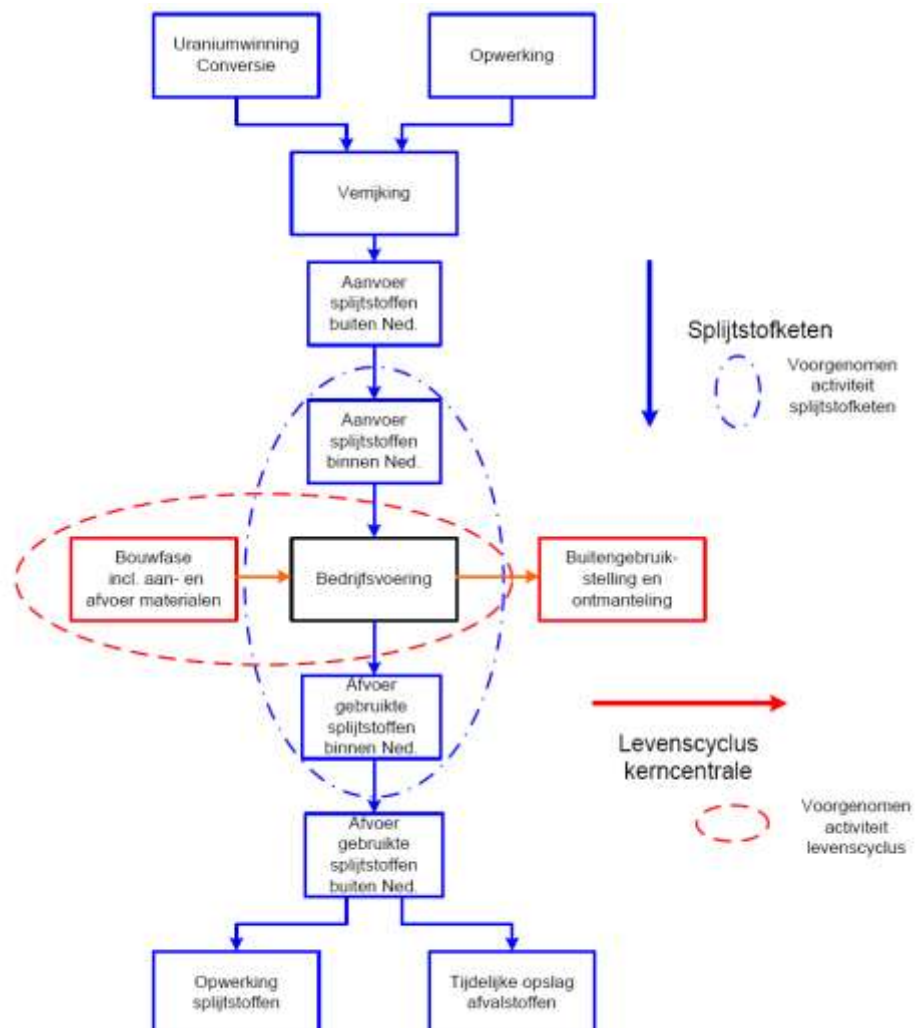 Uraniumwinning
Conversie
Opwerking
Verrijking
Aanvoer
splijtstoffen
buiten Ned.
Splijtstofketen
Voorgenomen
activiteit
splijtstofketen
Aanvoer
splijtstoffen
binnen Ned.
Bouwfase
incl. aan- en
afvoer materialen
Bedrijfsvoering
Buitengebruik-
stelling en
ontmanteling
Afvoer
gebruikte
splijtstoffen
binnen Ned.
Levenscyclus
kerncentrale
Voorgenomen
activiteit
levenscyclus
Afvoer
gebruikte
splijtstoffen
buiten Ned.
Opwerking
splijtstoffen
Tijdelijke opslag
afvalstoffen